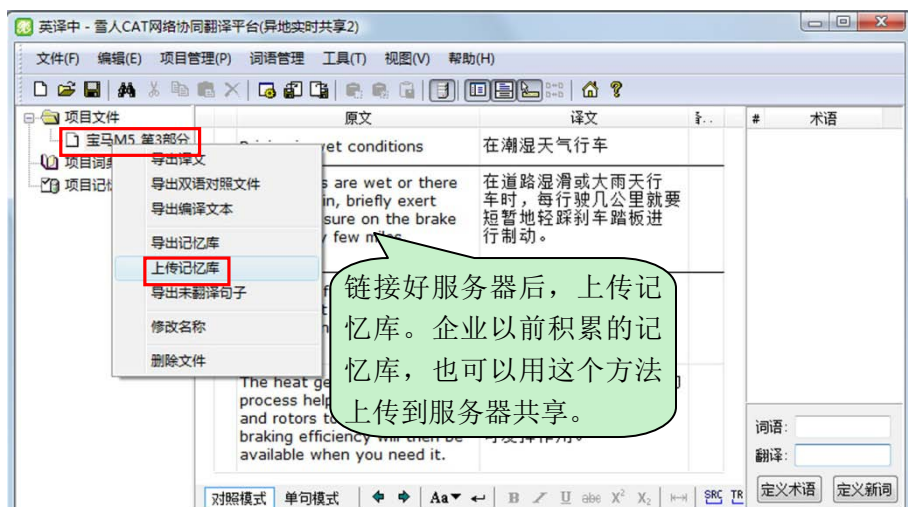 英译中 - 雪人CAT网络协同翻译平台(异地实时共享2)
文件(F) 编辑(E) 项目管理(P) 词语管理 工具(T) 视图(V) 帮助(H)
项目文件
宝马M5 第3部分
项目词典
项目记忆
导出译文
导出双语对照文件
导出编译文本
导出记忆库
上传记忆库
导出未翻译句子
修改名称
删除文件
原文 译文
et conditions
在潮湿天气行车
s are wet or there
in, briefly exert
sure on the brake
few miles
在道路湿滑或大雨天行
车时，每行驶几公里就要
短暂地轻踩刹车踏板进
行制动。
链接好服务器后，上传记
忆库。企业以前积累的记
忆库，也可以用这个方法
上传到服务器共享。
The heat ge
process help
and rotors to
braking efficiency will then be
available when you need it.
# 术语
词语:
翻译:
定义术语 定义新词
对照模式 单句模式 Aa B I U abc X² X₂ SRC TR